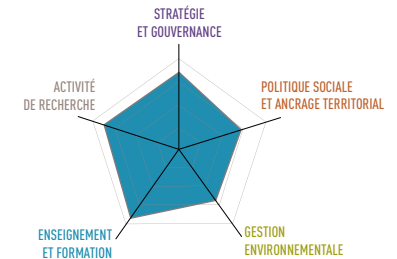 STRATÉGIE
ET GOUVERNANCE
ACTIVITÉ
DE RECHERCHE
POLITIQUE SOCIALE
ET ANCRAGE TERRITORIAL
ENSEIGNEMENT
ET FORMATION
GESTION
ENVIRONNEMENTALE